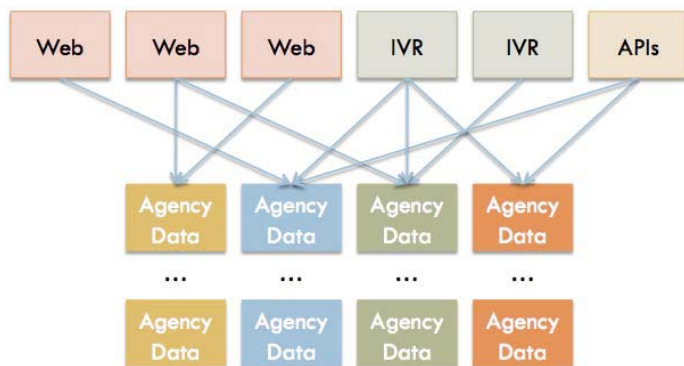 Web Web Web IVR IVR APIs
Agency Agency Agency Agency
Data Data Data Data
... ... ... ...
Agency Agency Agency Agency
Data Data Data Data